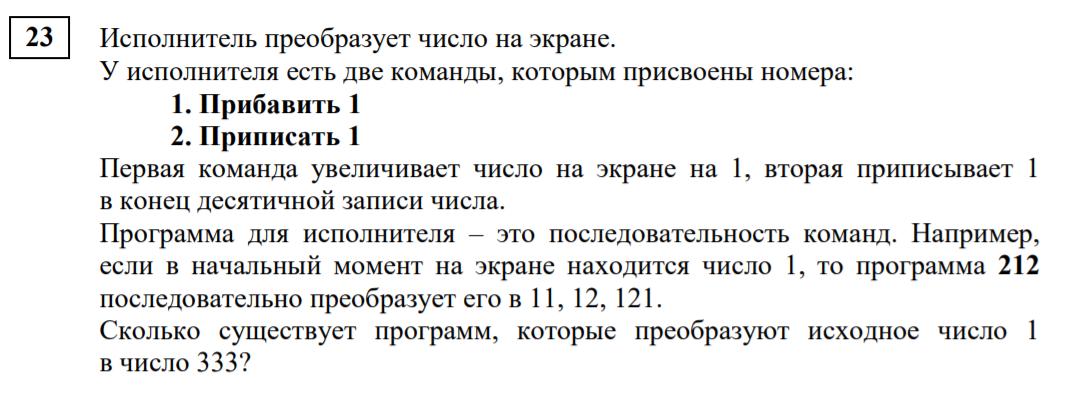 23 Исполнитель преобразует число на экране.
У исполнителя есть две команды, которым присвоены номера:
1. Прибавить 1
2. Приписать 1
Первая команда увеличивает число на экране на 1, вторая приписывает 1
в конец десятичной записи числа.
Программа для исполнителя – это последовательность команд. Например,
если в начальный момент на экране находится число 1, то программа 212
последовательно преобразует его в 11, 12, 121.
Сколько существует программ, которые преобразуют исходное число 1
в число 333?